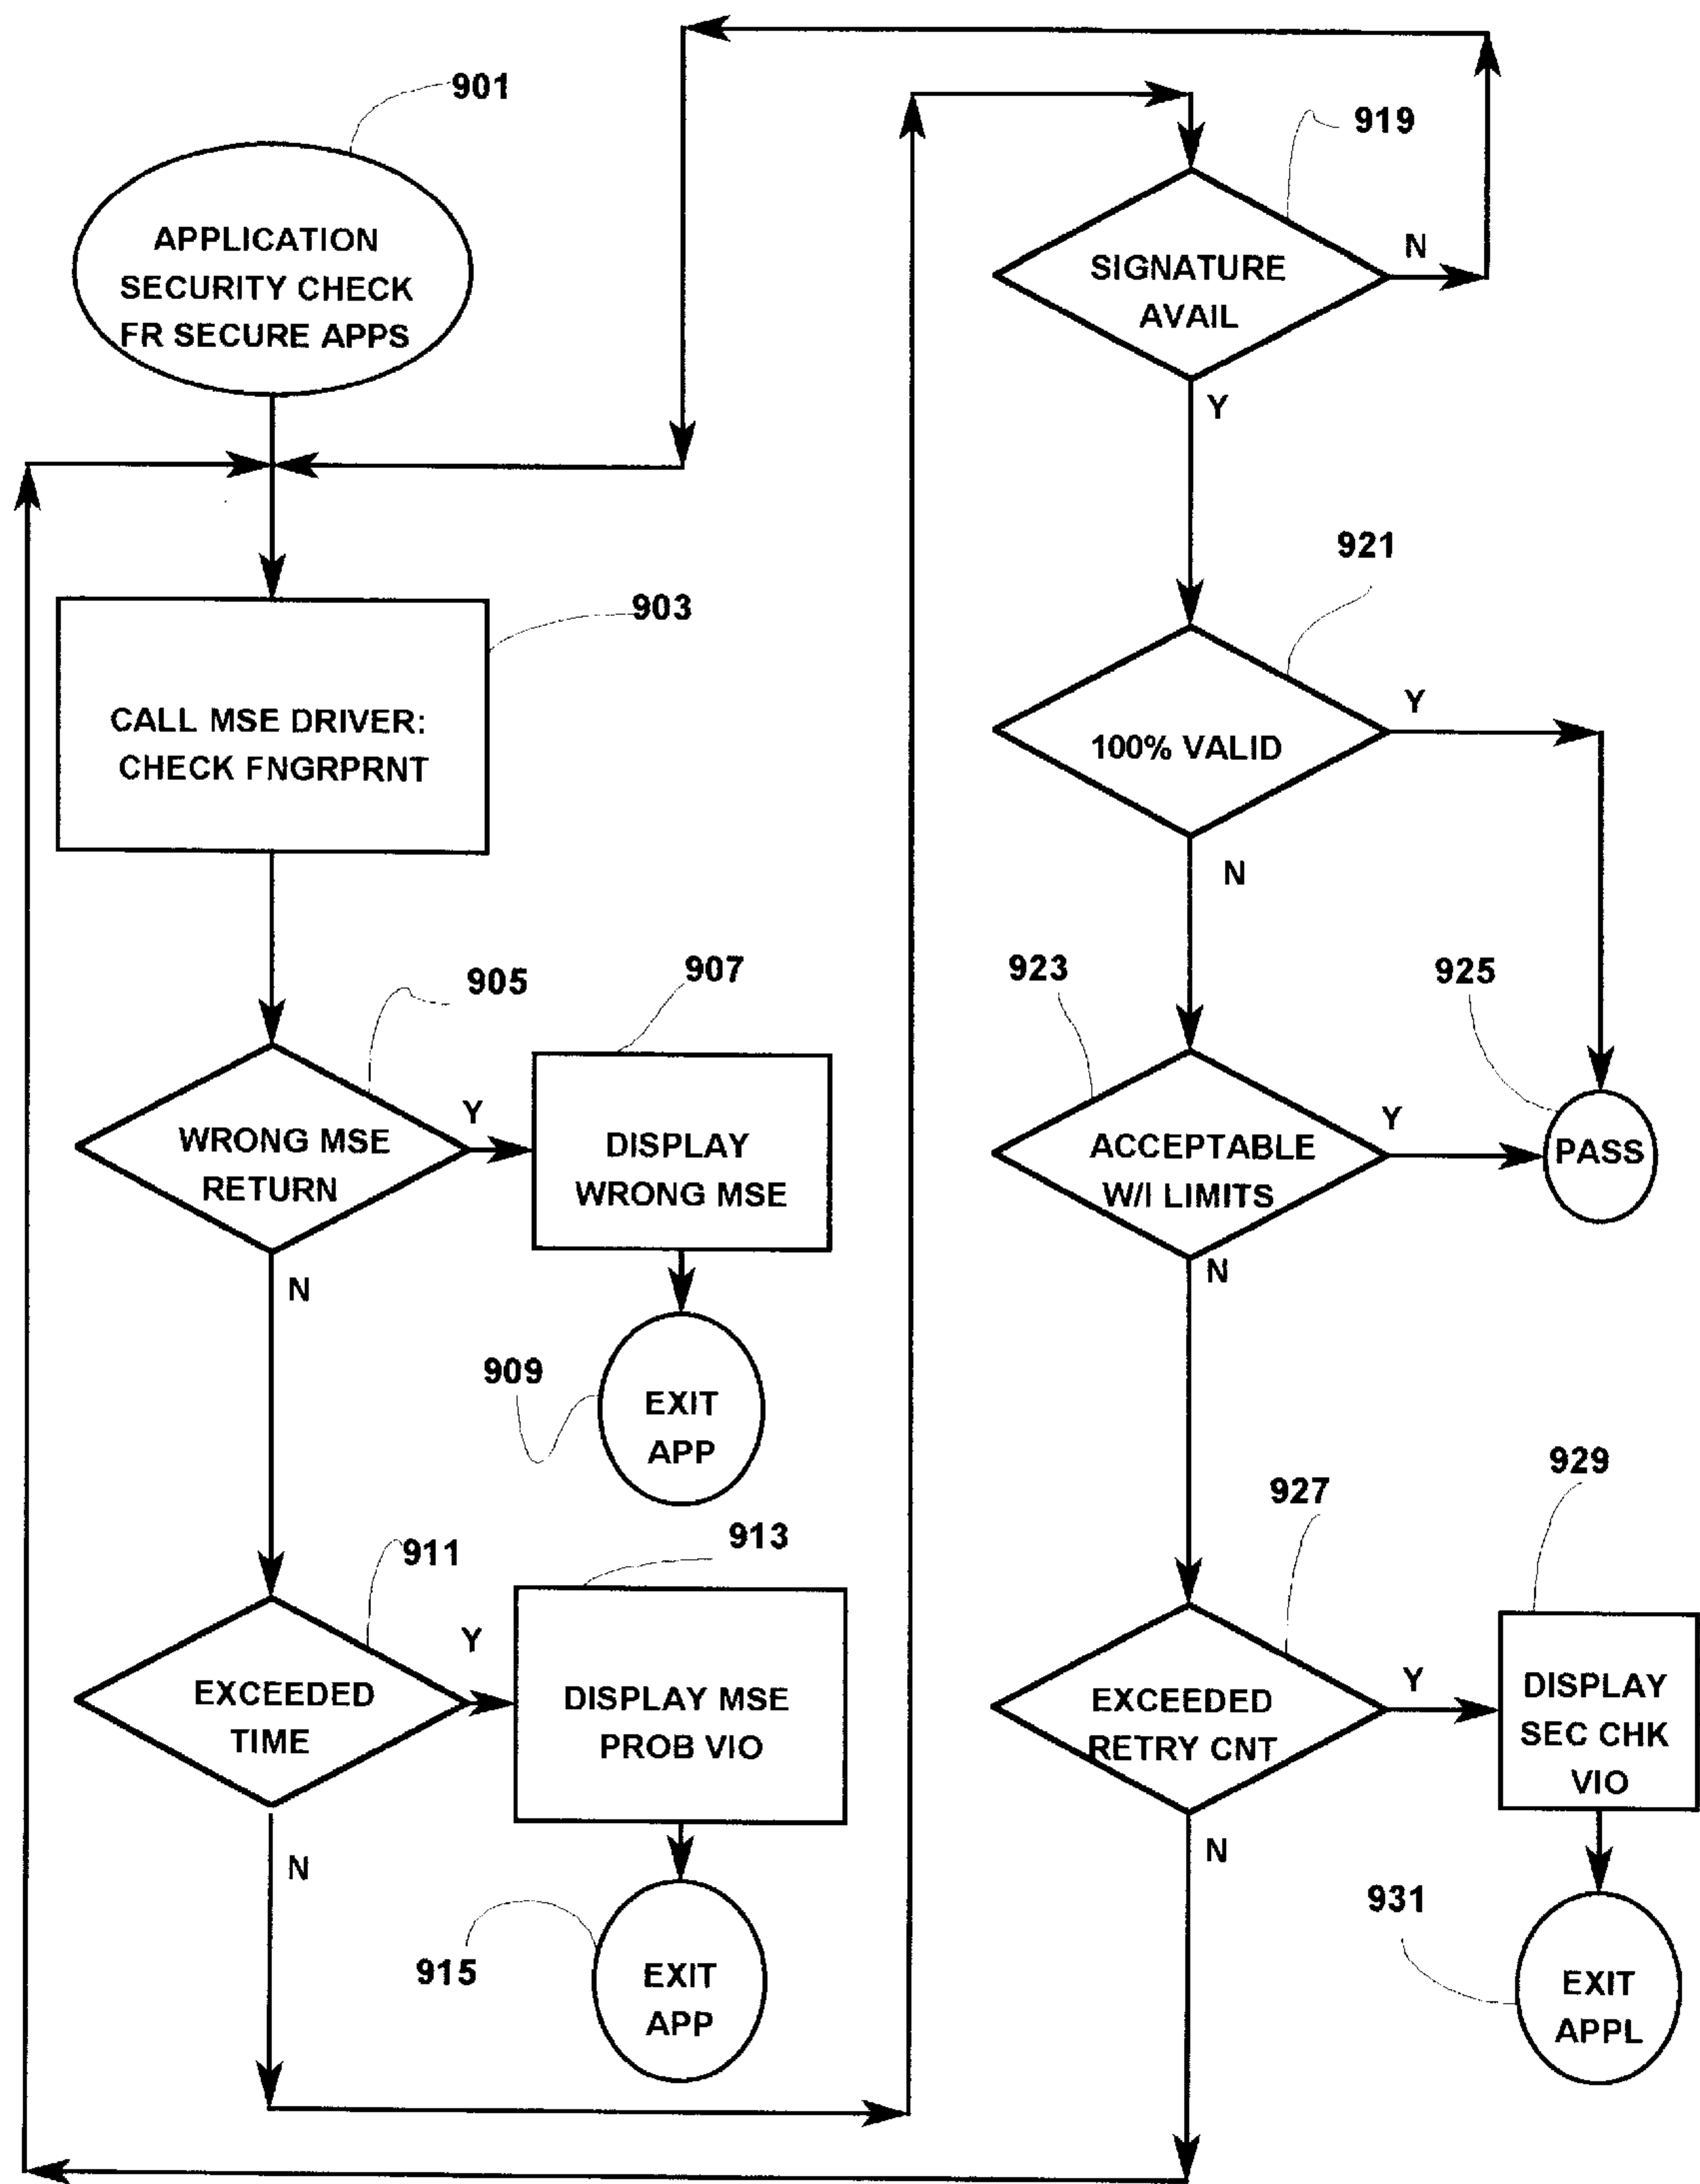 901
APPLICATION
SECURITY CHECK
FR SECURE APPS
903
CALL MSE DRIVER:
CHECK FNGRPRNT
905
WRONG MSE
RETURN
Y
N
907
DISPLAY
WRONG MSE
909
EXIT
APP
911
EXCEEDED
TIME
Y
N
913
DISPLAY MSE
PROB VIO
915
EXIT
APP
919
SIGNATURE
AVAIL
N
Y
921
100% VALID
Y
N
923
ACCEPTABLE
W/I LIMITS
Y
N
925
PASS
927
EXCEEDED
RETRY CNT
Y
N
929
DISPLAY
SEC CHK
VIO
931
EXIT
APPL